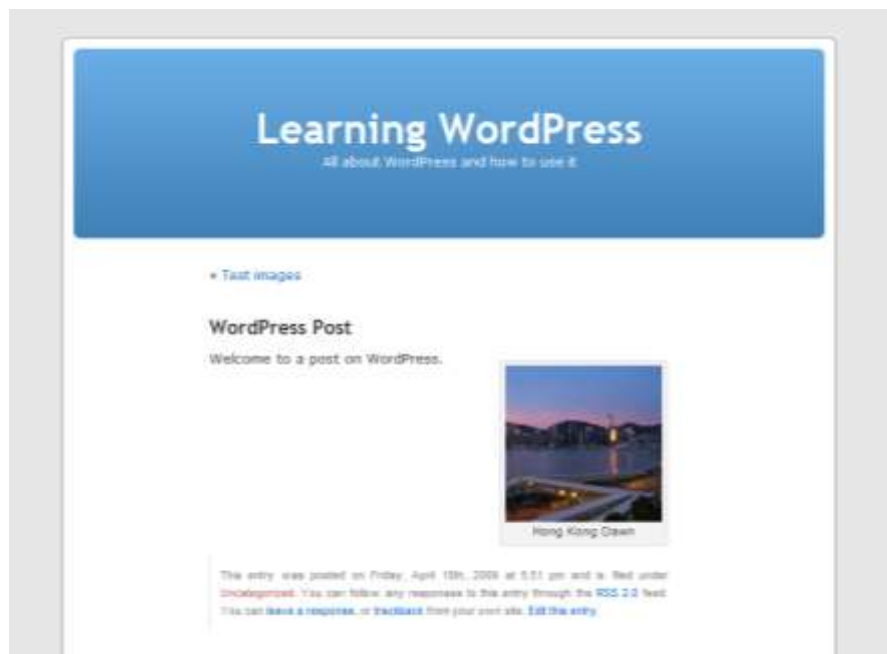 Learning WordPress
All about WordPress and how to use it
« Test images
WordPress Post
Welcome to a post on WordPress.
Hong Kong Dawn
This entry was posted on Friday, April 18th, 2008 at 5:51 pm and is filed under
Uncategorized. You can follow any responses to this entry through the RSS 2.0 feed.
You can leave a response, or trackback from your own site. Edit this entry.